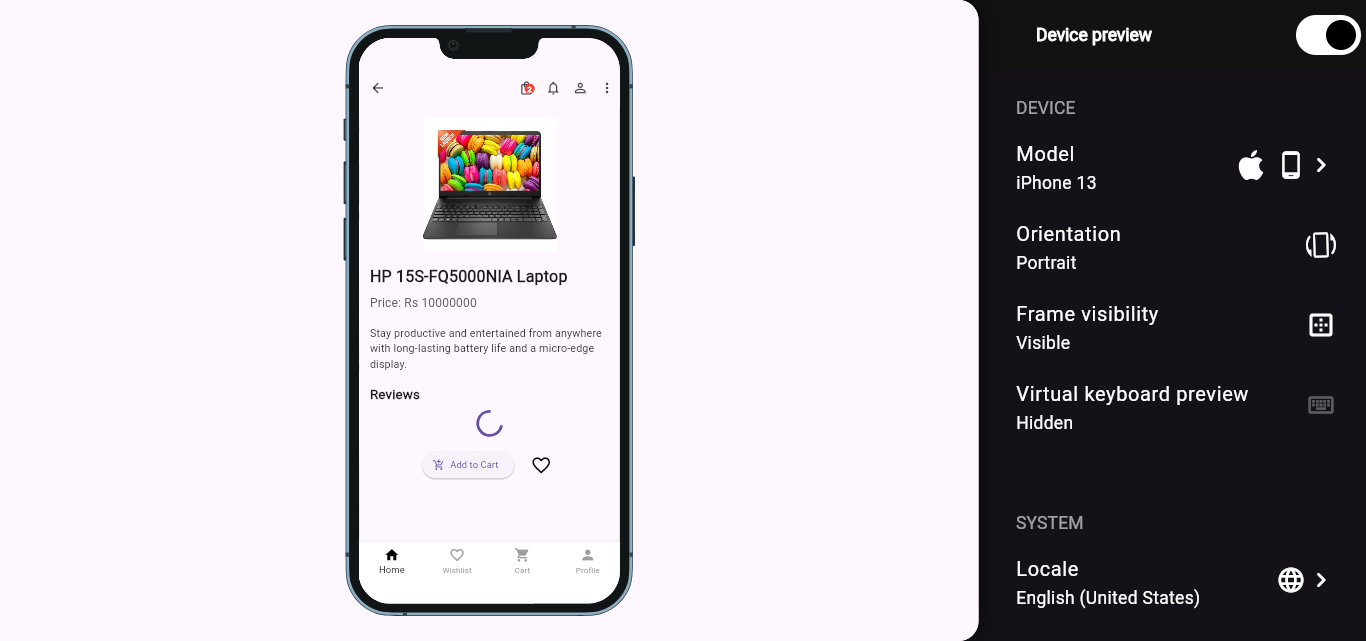 2
HP 15S-FQ5000NIA Laptop
Price: Rs 10000000
Stay productive and entertained from anywhere
with long-lasting battery life and a micro-edge
display.
Reviews
Add to Cart
Home
Wishlist
Cart
Profile
Device preview
DEVICE
Model
iPhone 13
Orientation
Portrait
Frame visibility
Visible
Virtual keyboard preview
Hidden
SYSTEM
Locale
English (United States)